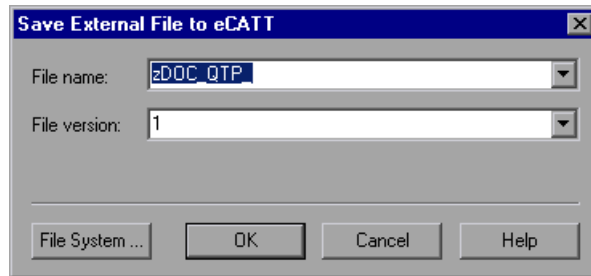 Save External File to eCATT
File name: zDOC_QTP_
File version: 1
File System ... OK Cancel Help